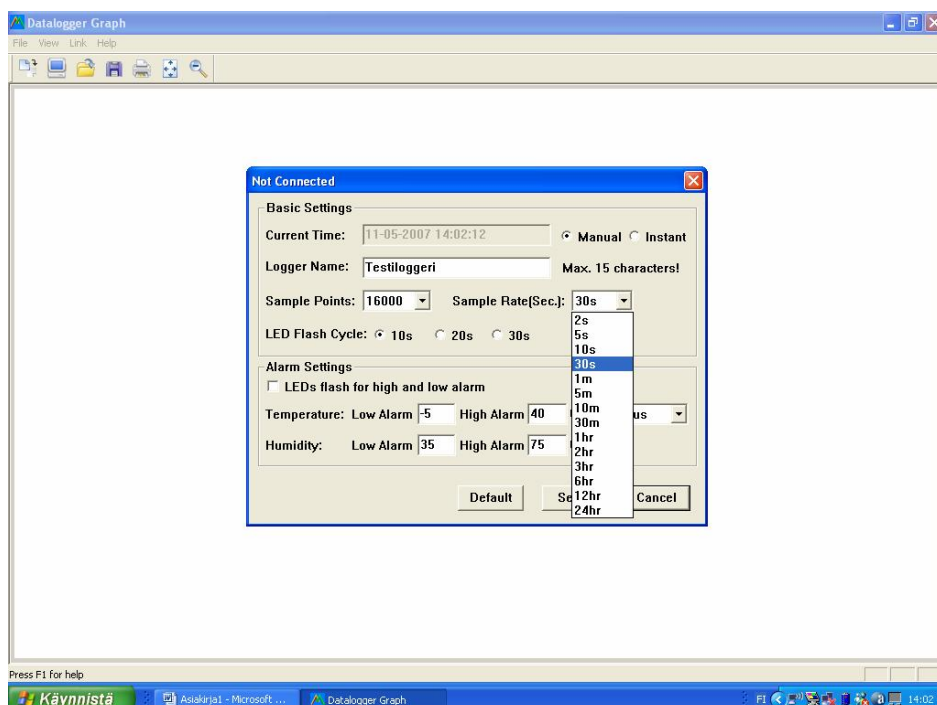 Datalogger Graph
File View Link Help
Not Connected
Basic Settings
Current Time: 11-05-2007 14:02:12 Manual Instant
Logger Name: Testiloggeri Max. 15 characters!
Sample Points: 16000 Sample Rate(Sec.): 30s
2s
5s
10s
30s
1m
5m
10m
30m
1hr
2hr
3hr
6hr
12hr
24hr
LED Flash Cycle: 10s 20s 30s
Alarm Settings
LEDs flash for high and low alarm
Temperature: Low Alarm -5 High Alarm 40 us
Humidity: Low Alarm 35 High Alarm 75
Default Se Cancel
Press F1 for help
Käynnistä Asiakirja1 - Microsoft ... Datalogger Graph FI 14:02